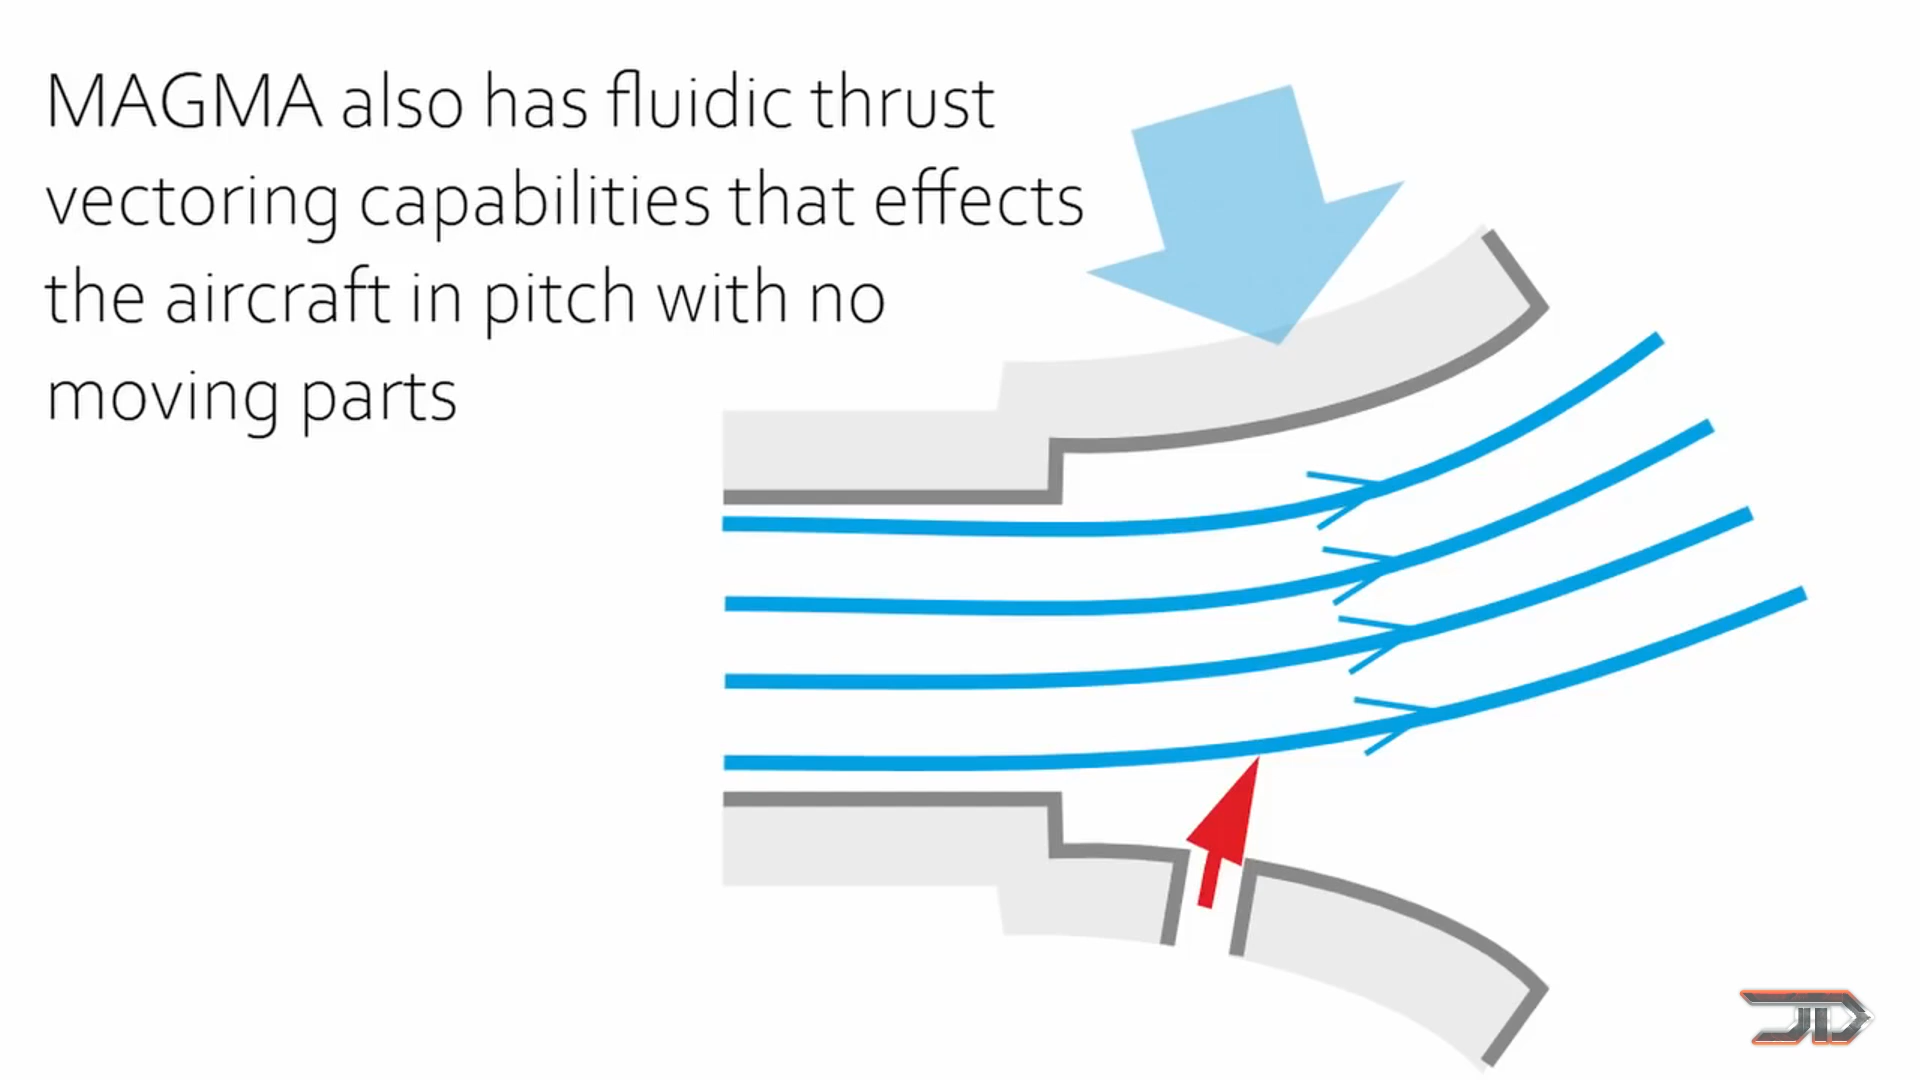 MAGMA also has fluidic thrust
vectoring capabilities that effects
the aircraft in pitch with no
moving parts